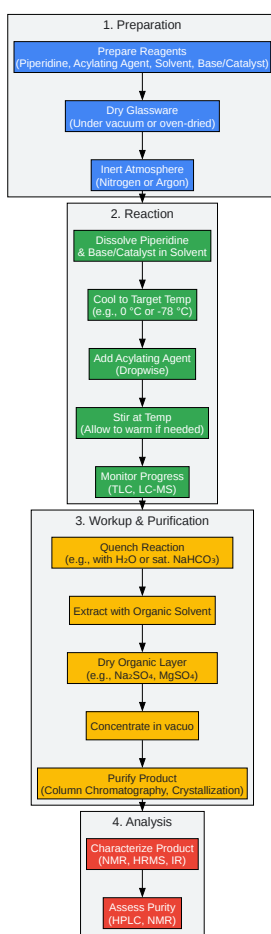 1. Preparation
Prepare Reagents
(Piperidine, Acylating Agent, Solvent, Base/Catalyst)
Dry Glassware
(Under vacuum or oven-dried)
Inert Atmosphere
(Nitrogen or Argon)
2. Reaction
Dissolve Piperidine
& Base/Catalyst in Solvent
Cool to Target Temp
(e.g., 0 °C or -78 °C)
Add Acylating Agent
(Dropwise)
Stir at Temp
(Allow to warm if needed)
Monitor Progress
(TLC, LC-MS)
3. Workup & Purification
Quench Reaction
(e.g., with H₂O or sat. NaHCO₃)
Extract with Organic Solvent
Dry Organic Layer
(e.g., Na₂SO₄, MgSO₄)
Concentrate in vacuo
Purify Product
(Column Chromatography, Crystallization)
4. Analysis
Characterize Product
(NMR, HRMS, IR)
Assess Purity
(HPLC, NMR)